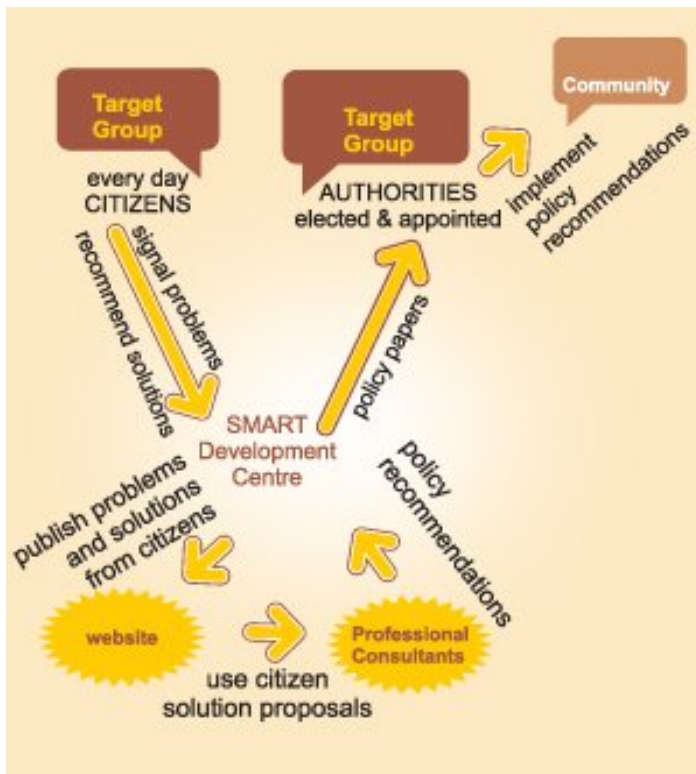 Target
Group
every day
CITIZENS
signal problems
recommend solutions
Target
Group
AUTHORITIES
elected & appointed
Community
implement
policy
recommendations
policy papers
SMART
Development
Centre
policy
recommendations
publish problems
and solutions
from citizens
website
use citizen
solution proposals
Professional
Consultants